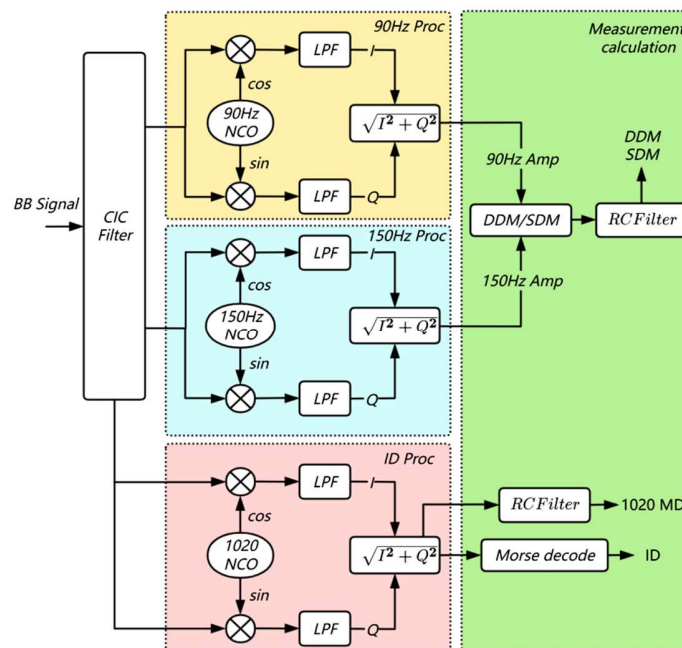 90Hz Proc
Measurement
calculation
LPF
I
cos
90Hz
NCO
sin
√I² + Q²
LPF
Q
90Hz Amp
DDM
SDM
BB Signal
CIC
Filter
DDM/SDM
RCFilter
150Hz Proc
LPF
I
cos
150Hz
NCO
sin
√I² + Q²
LPF
Q
150Hz Amp
ID Proc
LPF
I
cos
1020
NCO
sin
√I² + Q²
LPF
Q
RCFilter
1020 MD
Morse decode
ID